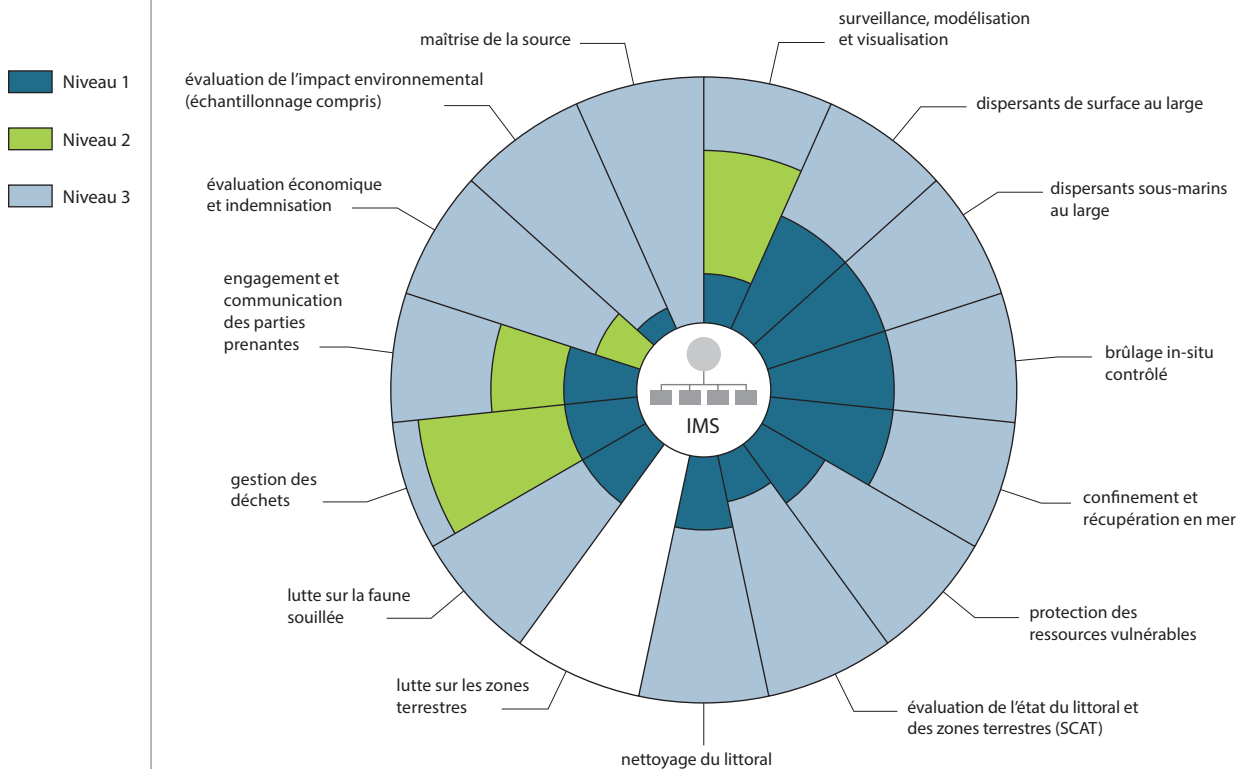 Niveau 1
Niveau 2
Niveau 3
surveillance, modélisation
et visualisation
dispersants de surface au large
dispersants sous-marins
au large
brûlage in-situ
contrôlé
confinement et
récupération en mer
protection des
ressources vulnérables
évaluation de l'état du littoral et
des zones terrestres (SCAT)
nettoyage du littoral
lutte sur les zones
terrestres
lutte sur la faune
souillée
gestion des
déchets
engagement et
communication
des parties
prenantes
évaluation économique
et indemnisation
évaluation de l'impact environnemental
(échantillonnage compris)
maîtrise de la source
IMS